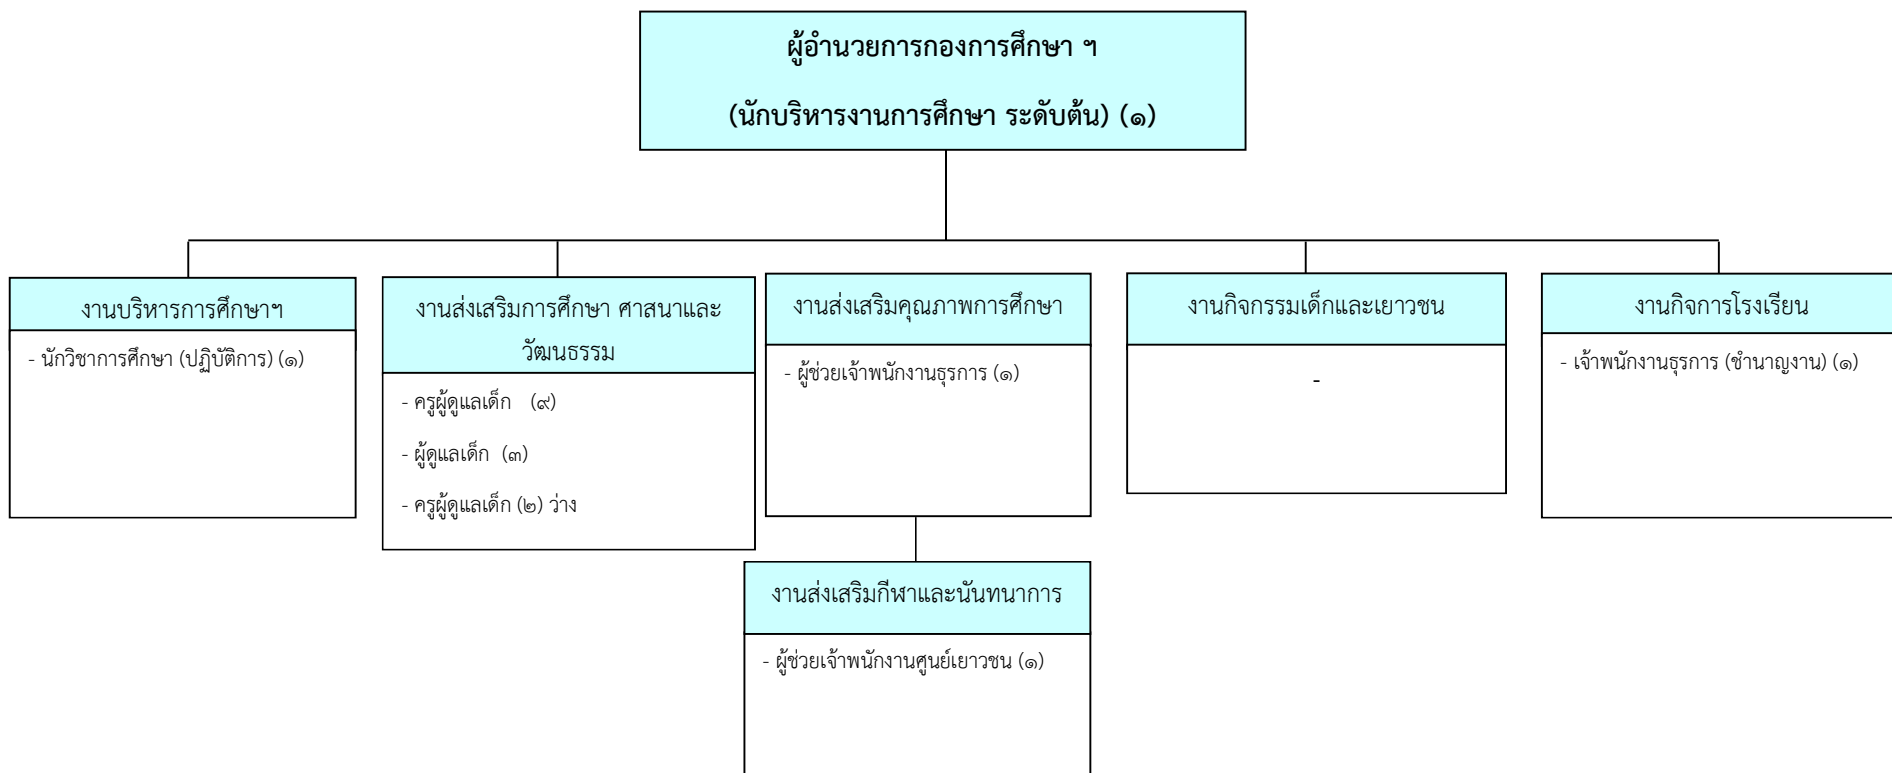 ผู้อำนวยการกองการศึกษา ฯ
(นักบริหารงานการศึกษา ระดับต้น) (๑)
งานบริหารการศึกษาฯ
- นักวิชาการศึกษา (ปฏิบัติการ) (๑)
งานส่งเสริมการศึกษา ศาสนาและ
วัฒนธรรม
- ครูผู้ดูแลเด็ก (๙)
- ผู้ดูแลเด็ก (๓)
- ครูผู้ดูแลเด็ก (๒) ว่าง
งานส่งเสริมคุณภาพการศึกษา
- ผู้ช่วยเจ้าพนักงานธุรการ (๑)
งานกิจกรรมเด็กและเยาวชน
-
งานกิจการโรงเรียน
- เจ้าพนักงานธุรการ (ชำนาญงาน) (๑)
งานส่งเสริมกีฬาและนันทนาการ
- ผู้ช่วยเจ้าพนักงานศูนย์เยาวชน (๑)